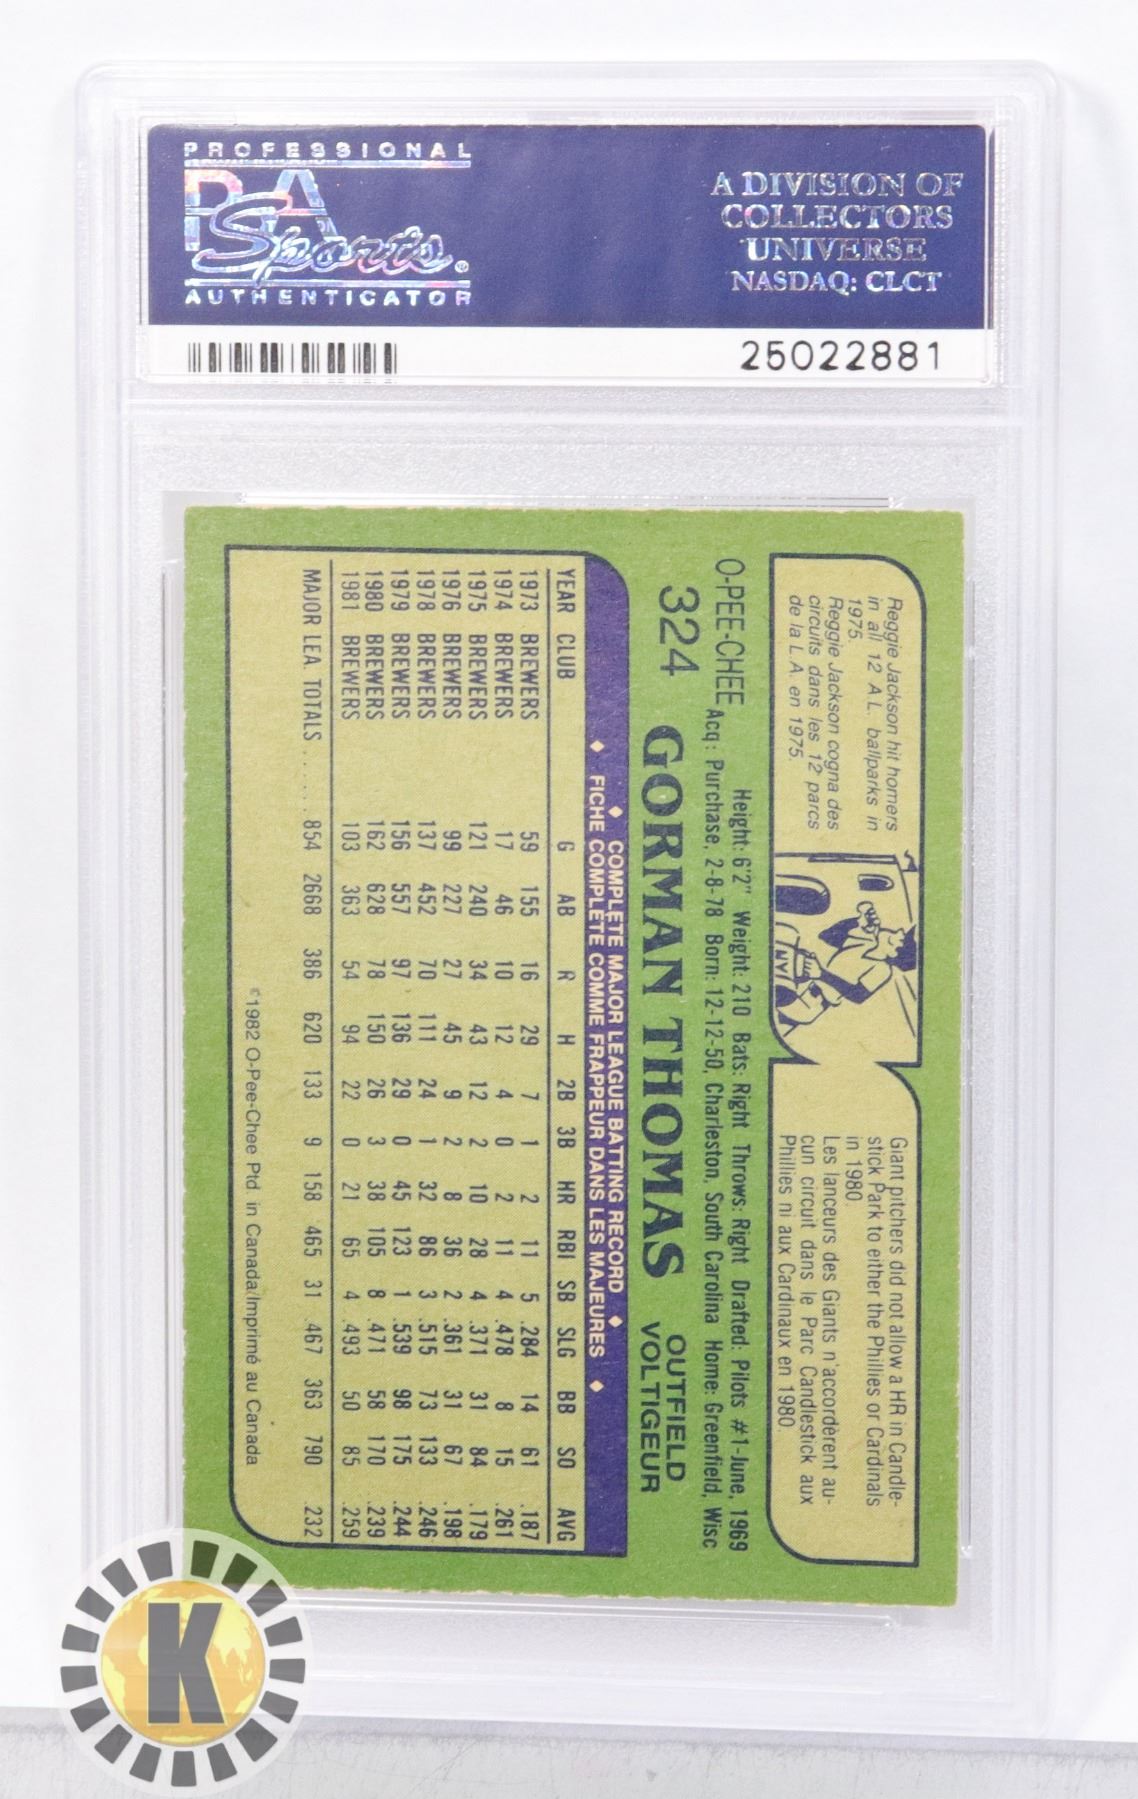 PROFESSIONAL
PSA
Sports®
AUTHENTICATOR
A DIVISION OF
COLLECTORS
UNIVERSE
NASDAQ: CLCT
25022881
Reggie Jackson hit homers
in all 12 A.L. ballparks in
1975.
Reggie Jackson cogna des
circuits dans les 12 parcs
de la L.A. en 1975.
NY
Giant pitchers did not allow a HR in Candle-
stick Park to either the Phillies or Cardinals
in 1980.
Les lanceurs des Giants n'accordèrent au-
cun circuit dans le Parc Candlestick aux
Phillies ni aux Cardinaux en 1980.
O-PEE-CHEE
Height: 6'2" Weight: 210 Bats: Right Throws: Right Drafted: Pilots #1-June, 1969
Acq: Purchase, 2-8-78 Born: 12-12-50, Charleston, South Carolina Home: Greenfield, Wisc
324 GORMAN THOMAS OUTFIELD
VOLTIGEUR
♦ COMPLETE MAJOR LEAGUE BATTING RECORD ♦
♦ FICHE COMPLÈTE COMME FRAPPEUR DANS LES MAJEURES ♦
YEAR CLUB G AB R H 2B 3B HR RBI SB SLG BB SO AVG
1973 BREWERS 59 155 16 29 7 1 2 11 5 .284 14 61 .187
1974 BREWERS 17 46 10 12 4 0 2 11 4 .478 8 15 .261
1975 BREWERS 121 240 34 43 12 2 10 28 4 .371 31 84 .179
1976 BREWERS 99 227 27 45 9 2 8 36 2 .361 31 67 .198
1978 BREWERS 137 452 70 111 24 1 32 86 3 .515 73 133 .246
1979 BREWERS 156 557 97 136 29 0 45 123 1 .539 98 175 .244
1980 BREWERS 162 628 78 150 26 3 38 105 8 .471 58 170 .239
1981 BREWERS 103 363 54 94 22 0 21 65 4 .493 50 85 .259
MAJOR LEA. TOTALS ...... 854 2668 386 620 133 9 158 465 31 .467 363 790 .232
©1982 O-Pee-Chee Ptd. in Canada/Imprimé au Canada
K